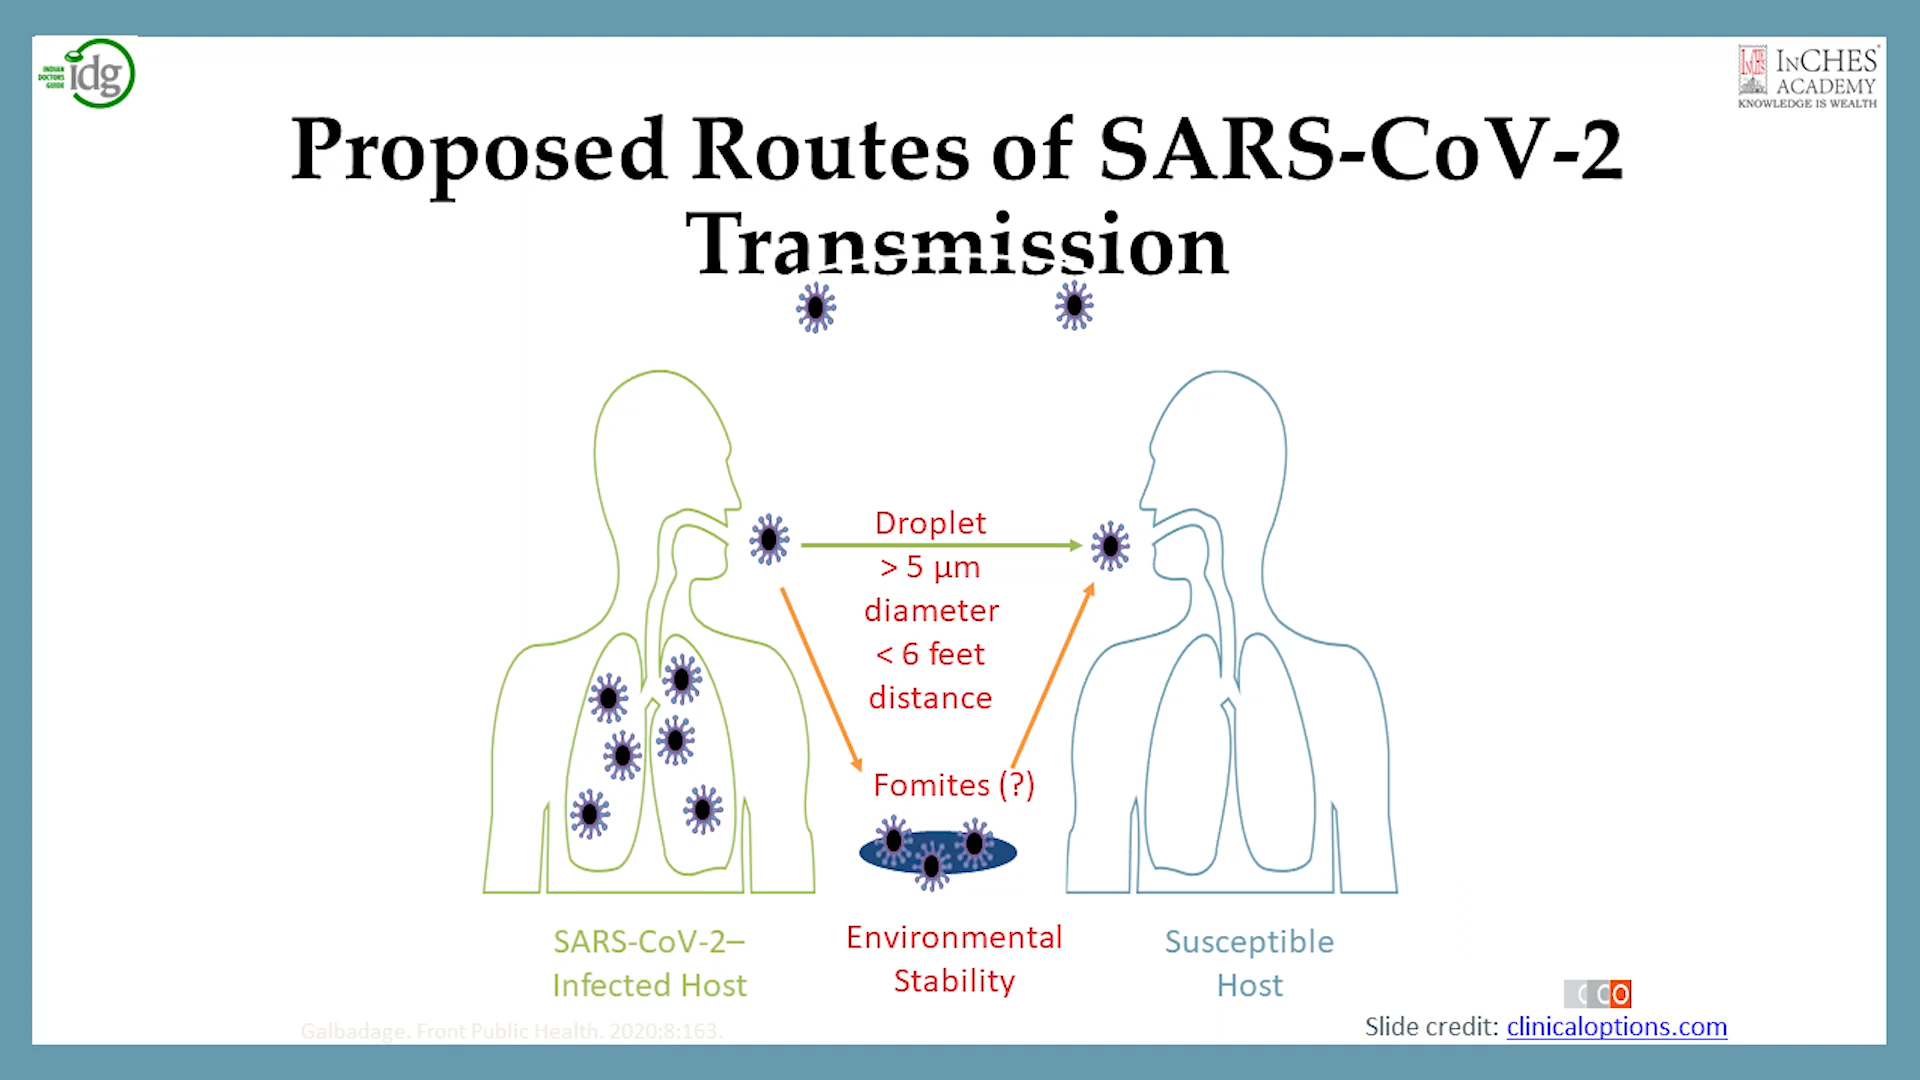 INDIAN
DOCTORS
GUIDE
idg
INCHES
ACADEMY
KNOWLEDGE IS WEALTH
Proposed Routes of SARS-CoV-2
Transmission
Droplet
> 5 µm
diameter
< 6 feet
distance
Fomites (?)
SARS-CoV-2–
Infected Host
Environmental
Stability
Susceptible
Host
CCO
Galbadage. Front Public Health. 2020;8:163.
Slide credit: clinicaloptions.com